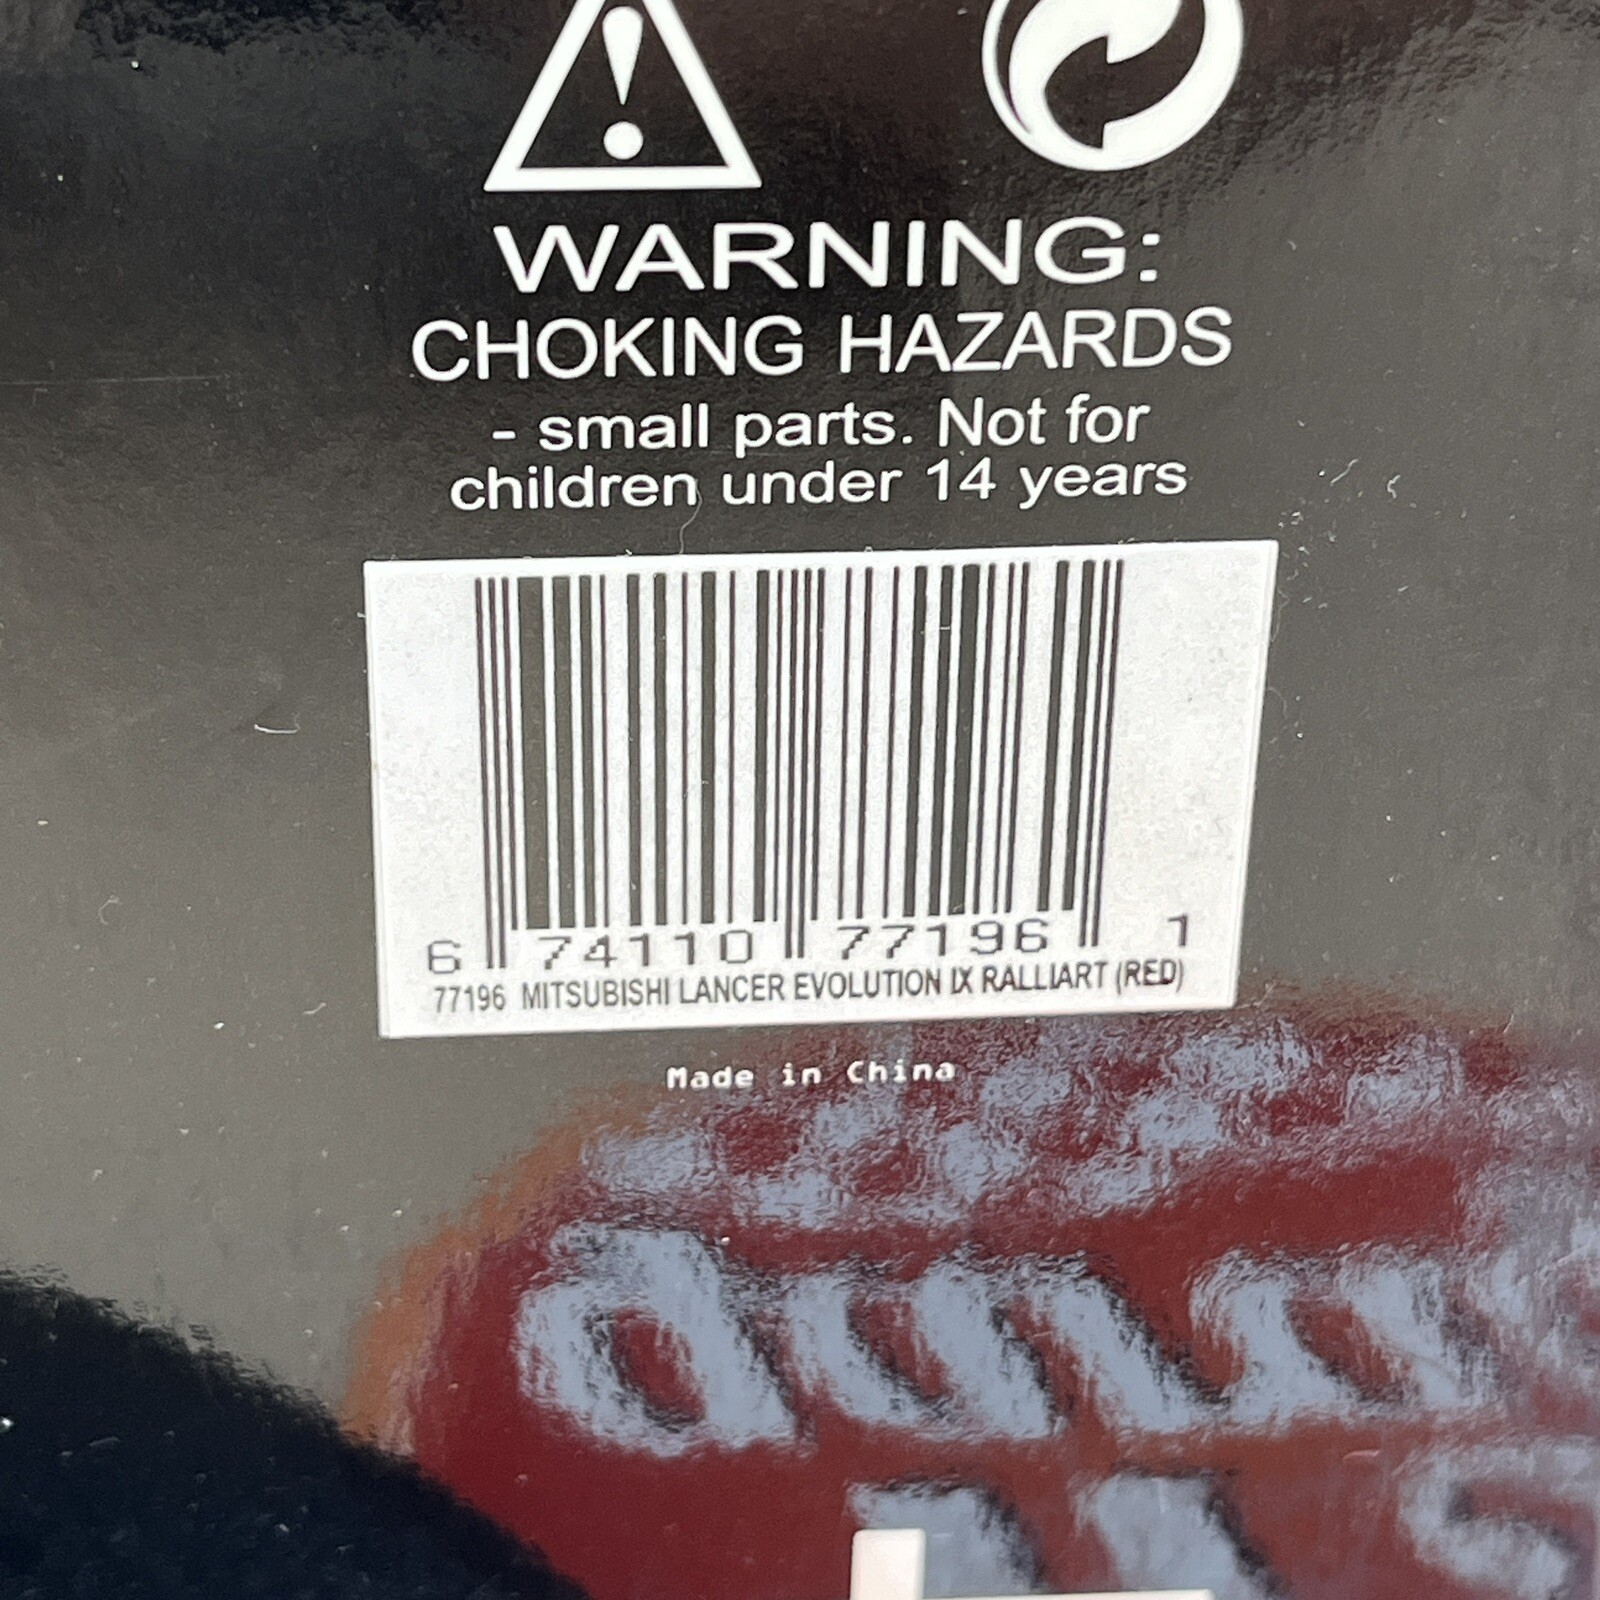 WARNING:
CHOKING HAZARDS
- small parts. Not for
children under 14 years
6 74110 77196 1
77196 MITSUBISHI LANCER EVOLUTION IX RALLIART (RED)
Made in China